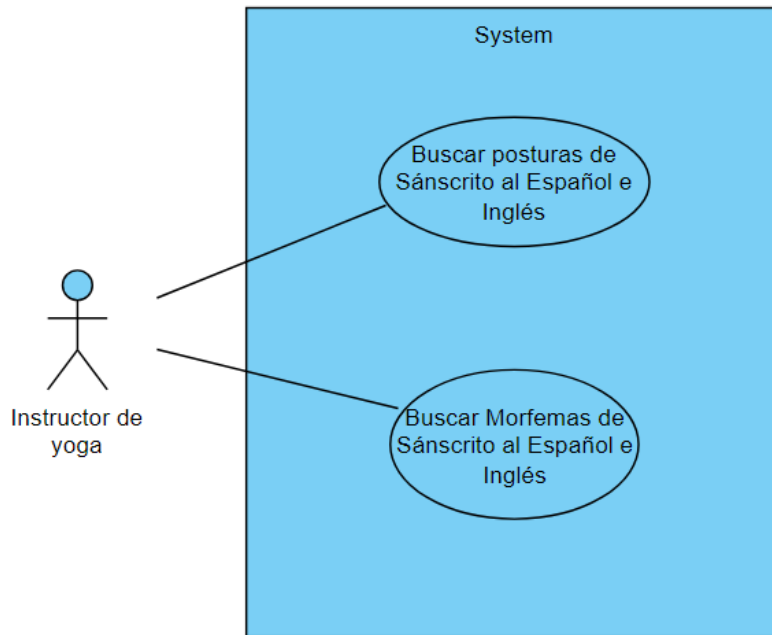 System
Buscar posturas de
Sánscrito al Español e
Inglés
Instructor de
yoga
Buscar Morfemas de
Sánscrito al Español e
Inglés